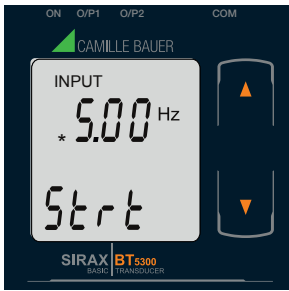 ON O/P1 O/P2 COM
CAMILLE BAUER
INPUT
* 5.00 Hz
Strt
SIRAX BT5300
BASIC TRANSDUCER